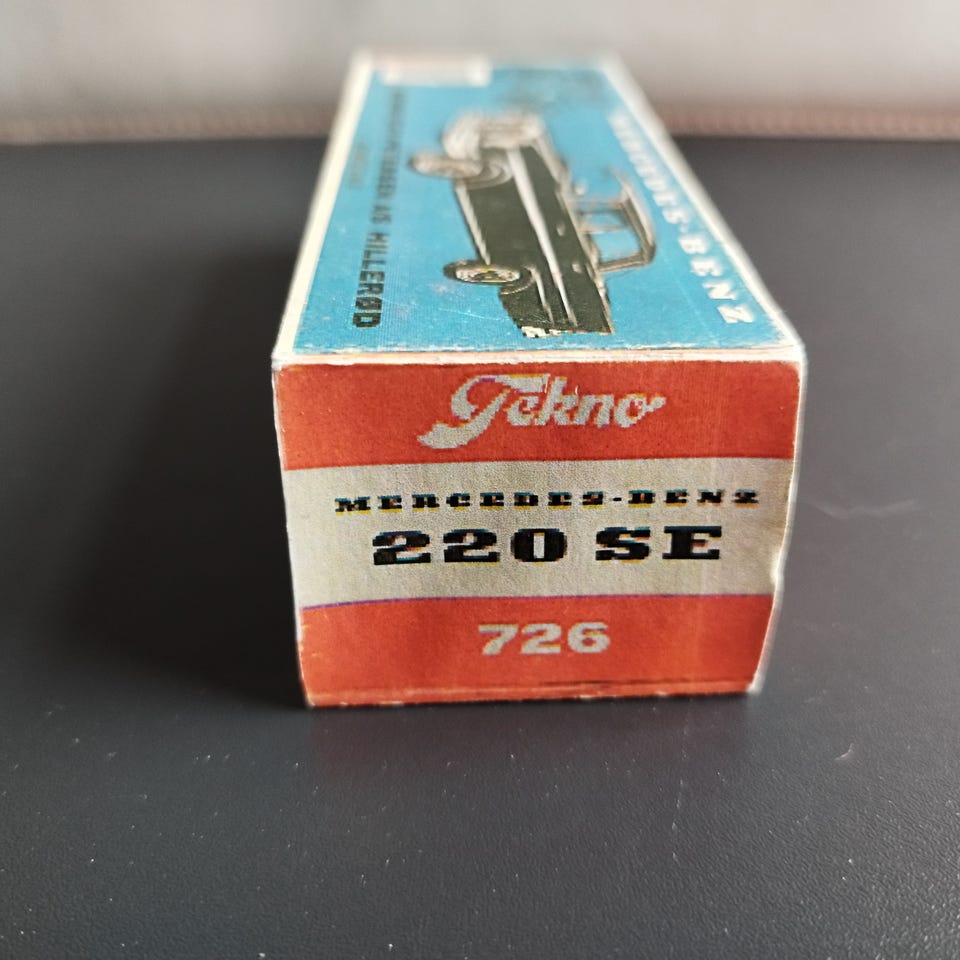 MERCEDES-BENZ
A/S HILLERØD
Tekno
MERCEDES-BENZ
220 SE
726